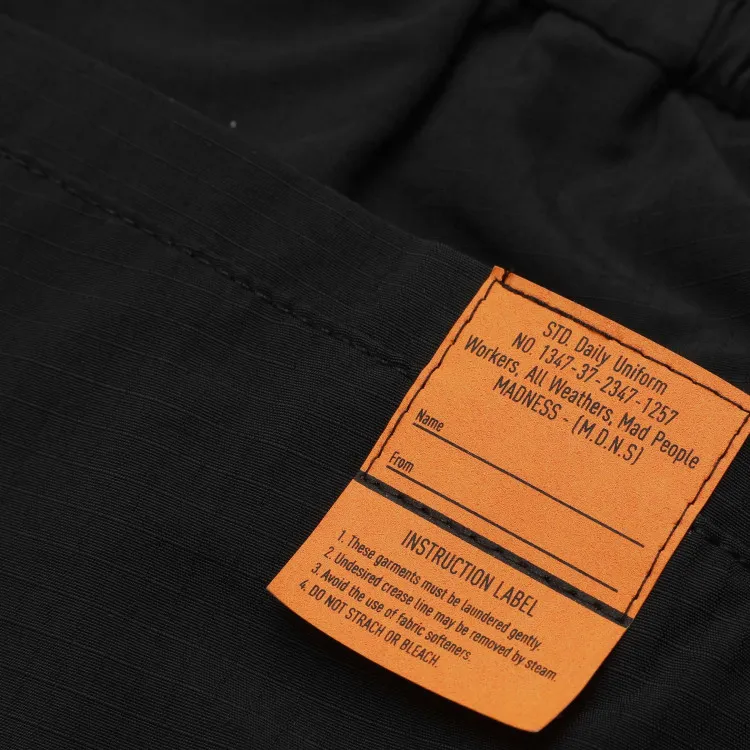 STD. Daily Uniform
NO. 1347-37-2347-1257
Workers, All Weathers, Mad People
MADNESS - (M.D.N.S)
Name
From
INSTRUCTION LABEL
1. These garments must be laundered gently.
2. Undesired crease line may be removed by steam.
3. Avoid the use of fabric softeners.
4. DO NOT STRACH OR BLEACH.